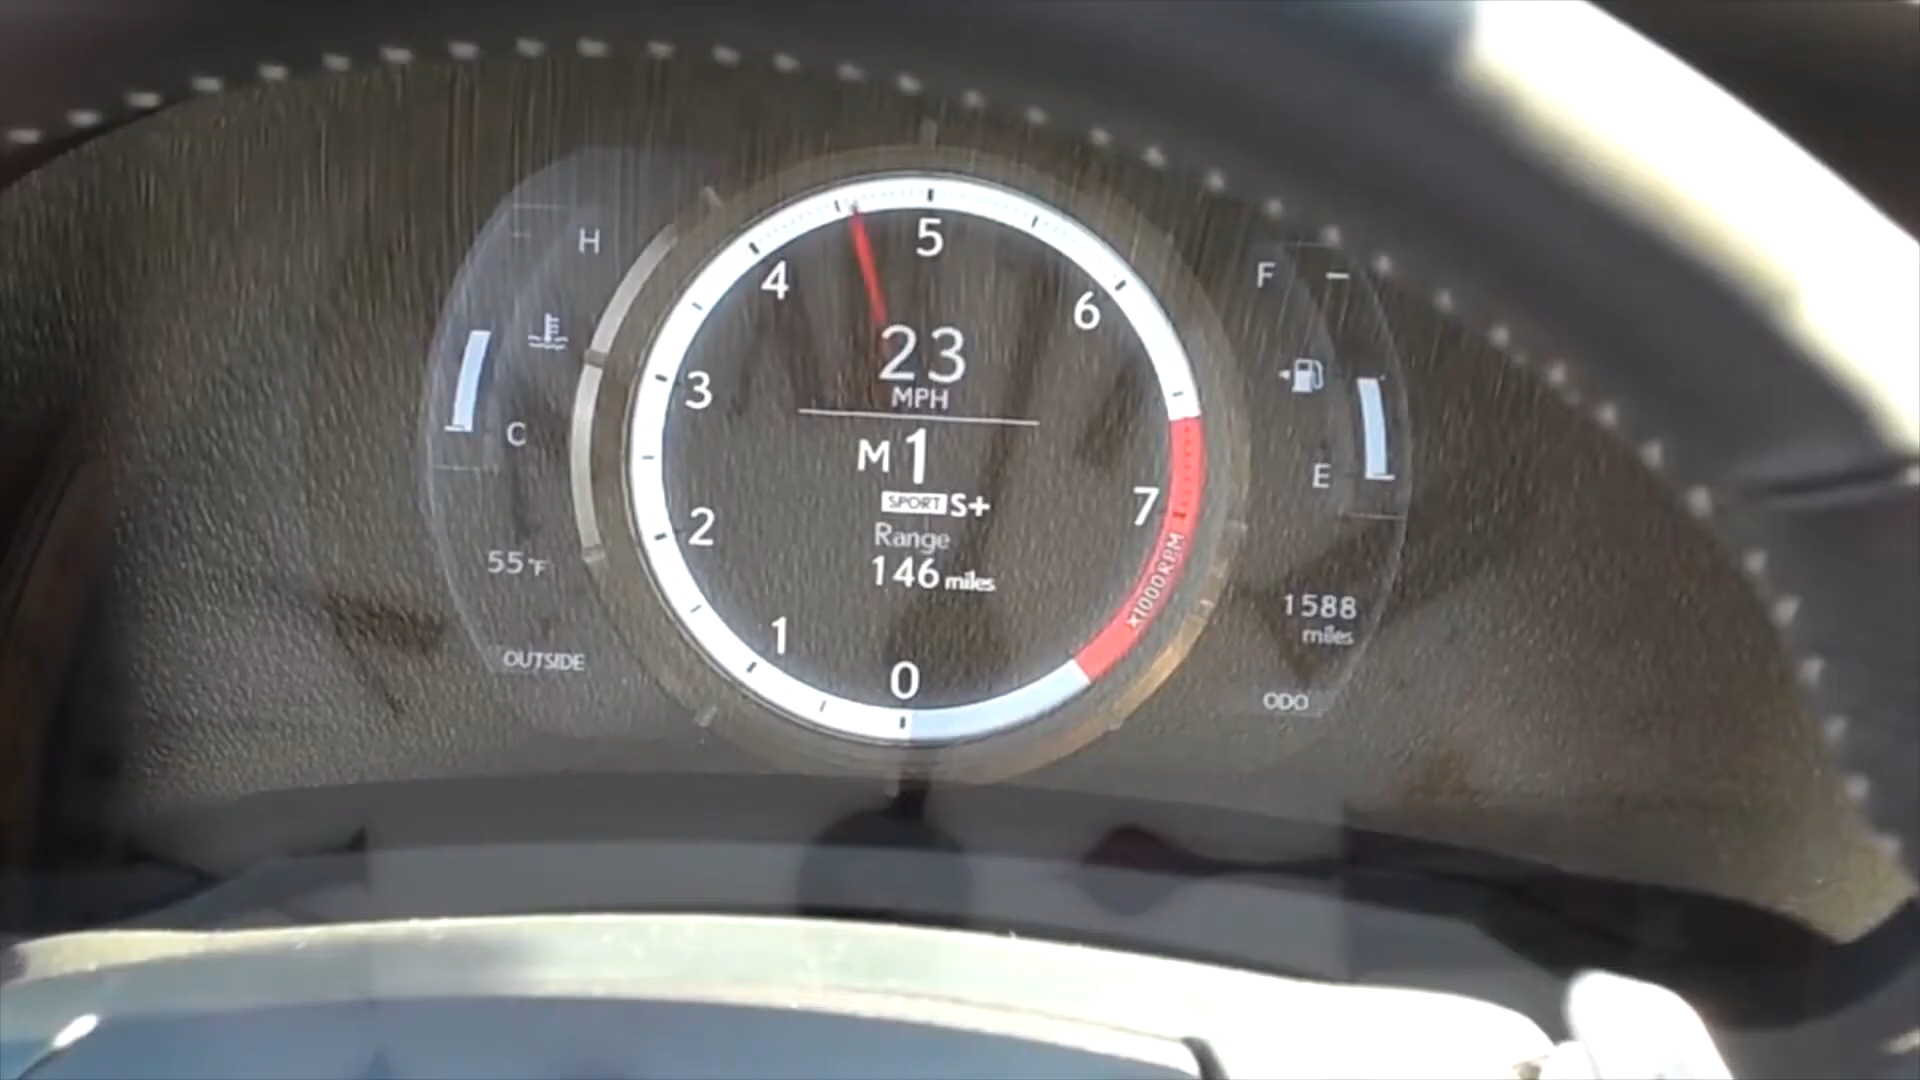 H
C
55°F
OUTSIDE
0
1
2
3
4
5
6
7
x1000RPM
23
MPH
M 1
SPORT S+
Range
146 miles
F
E
1588
miles
ODO